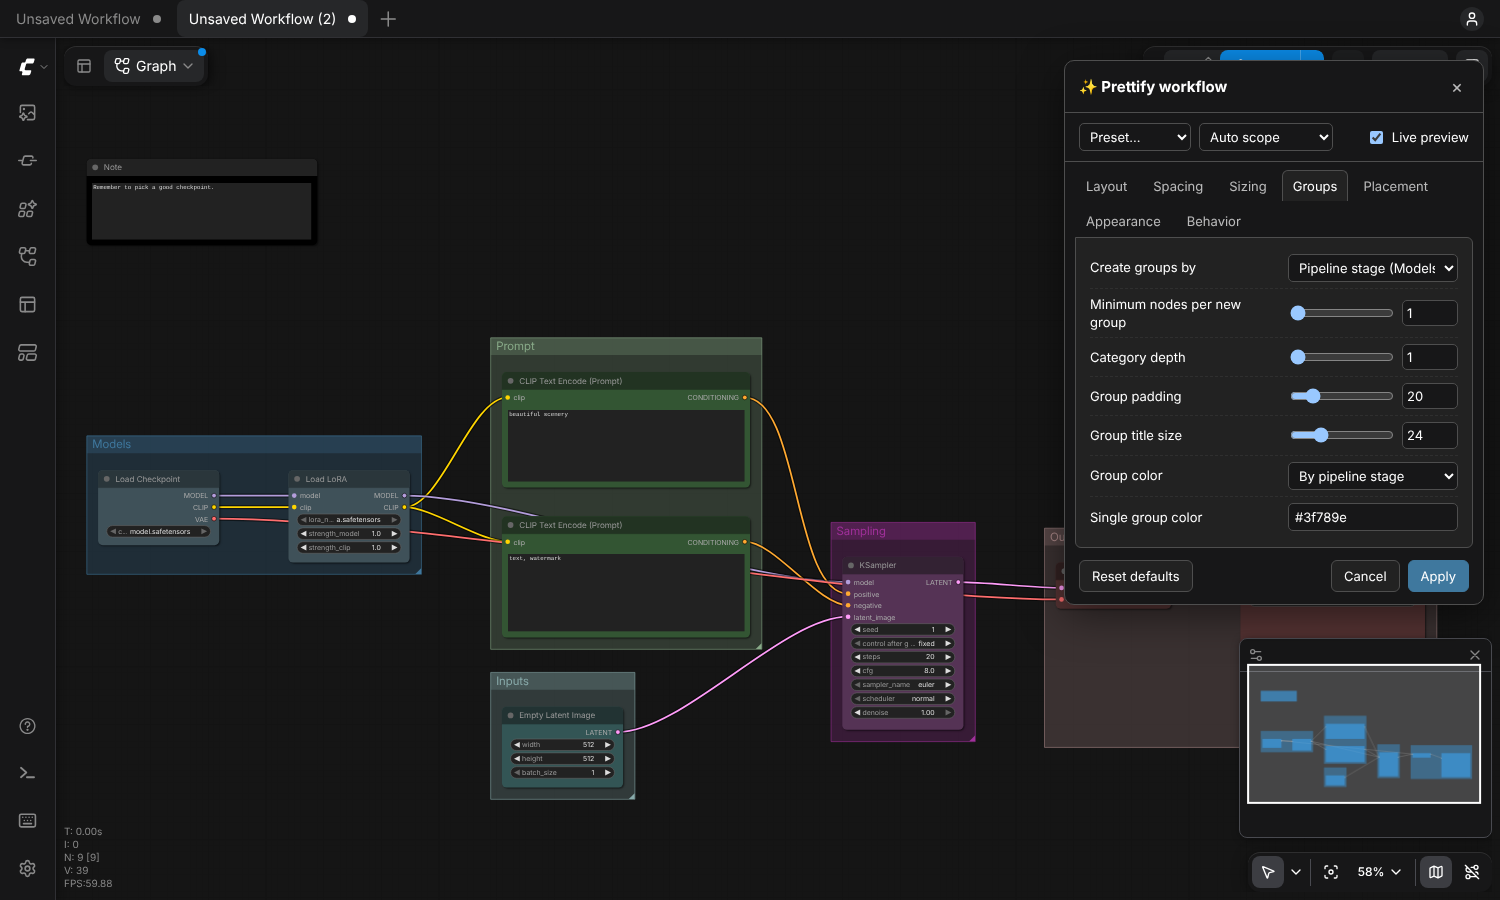 Unsaved Workflow
Unsaved Workflow (2)
Graph
✨ Prettify workflow
Preset...
Auto scope
Live preview
Layout
Spacing
Sizing
Groups
Placement
Appearance
Behavior
Create groups by
Pipeline stage (Models
Minimum nodes per new
group
1
Category depth
1
Group padding
20
Group title size
24
Group color
By pipeline stage
Single group color
#3f789e
Reset defaults
Cancel
Apply
Note
Remember to pick a good checkpoint.
Models
Load Checkpoint
MODEL
CLIP
VAE
c... model.safetensors
Load LoRA
model MODEL
clip CLIP
lora_n... a.safetensors
strength_model 1.0
strength_clip 1.0
Prompt
CLIP Text Encode (Prompt)
clip CONDITIONING
beautiful scenery
CLIP Text Encode (Prompt)
clip CONDITIONING
text, watermark
Inputs
Empty Latent Image
LATENT
width 512
height 512
batch_size 1
Sampling
KSampler
model LATENT
positive
negative
latent_image
seed 1
control after g... fixed
steps 20
cfg 8.0
sampler_name euler
scheduler normal
denoise 1.00
Ou
T: 0.00s
I: 0
N: 9 [9]
V: 39
FPS:59.88
58%